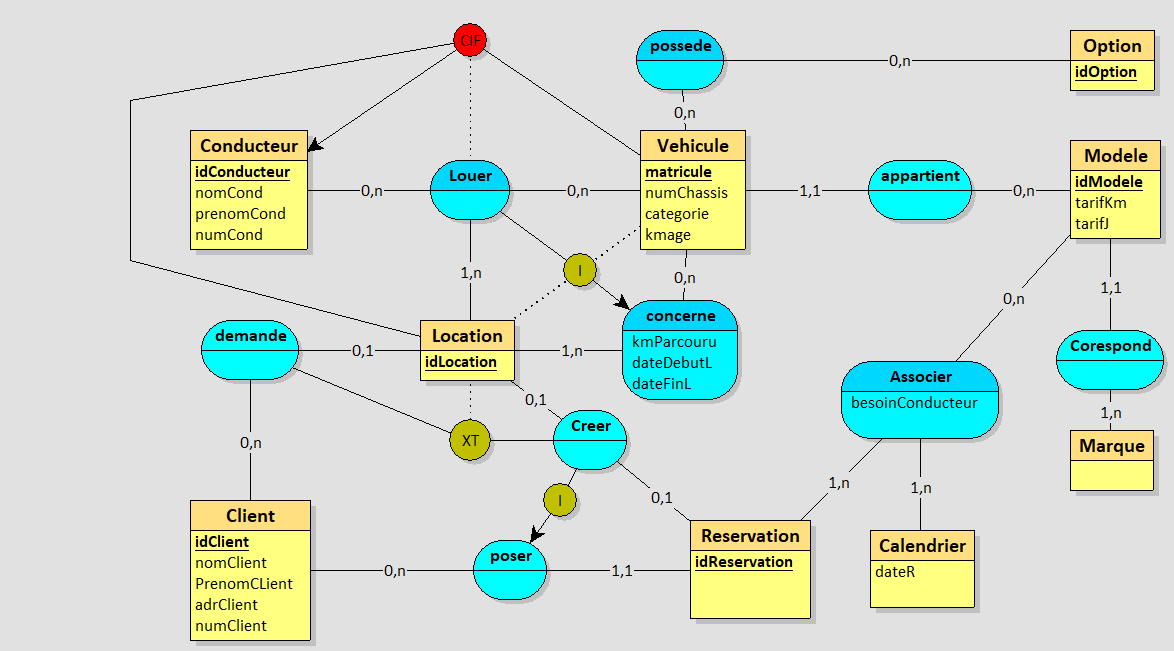 CIF
possede
0,n
Option
idOption
0,n
Conducteur
idConducteur
nomCond
prenomCond
numCond
0,n
Louer
0,n
Vehicule
matricule
numChassis
categorie
kmage
1,1
appartient
0,n
Modele
idModele
tarifKm
tarifJ
1,n
I
0,n
0,n
1,1
demande
0,1
Location
idLocation
1,n
concerne
kmParcouru
dateDebutL
dateFinL
Corespond
Associer
besoinConducteur
0,1
Creer
XT
0,n
1,n
Marque
I
0,1
1,n
1,n
Client
idClient
nomClient
PrenomCLient
adrClient
numClient
0,n
poser
1,1
Reservation
idReservation
Calendrier
dateR